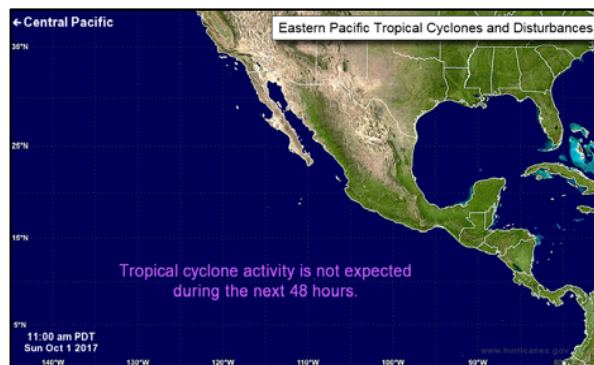 ←Central Pacific
Eastern Pacific Tropical Cyclones and Disturbances
35°N
25°N
15°N
Tropical cyclone activity is not expected
during the next 48 hours.
5°N
11:00 am PDT
Sun Oct 1 2017
www.hurricanes.gov
140°W 130°W 120°W 110°W 100°W 90°W 80°W